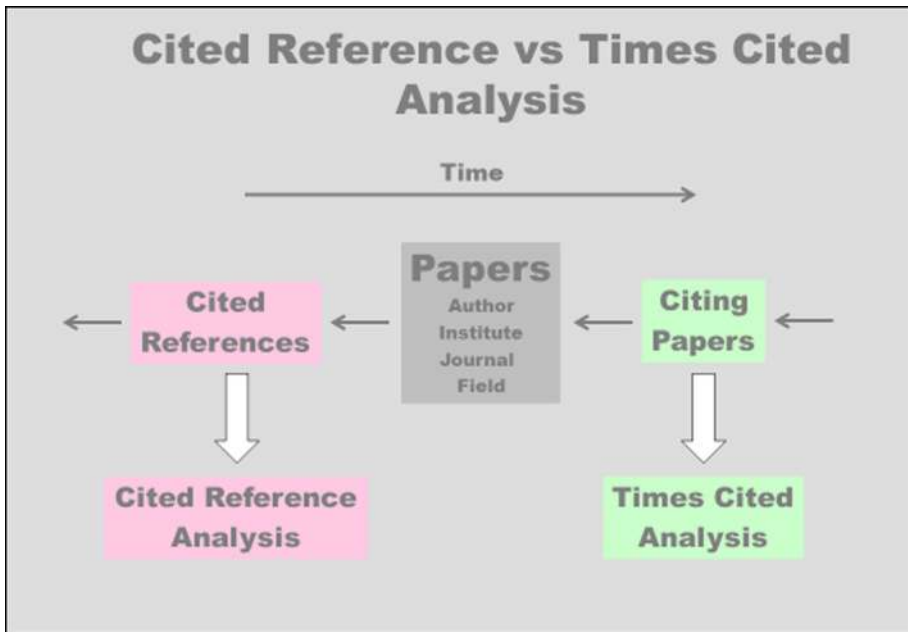 Cited Reference vs Times Cited
Analysis
Time
Papers
Author
Institute
Journal
Field
Cited
References
Citing
Papers
Cited Reference
Analysis
Times Cited
Analysis